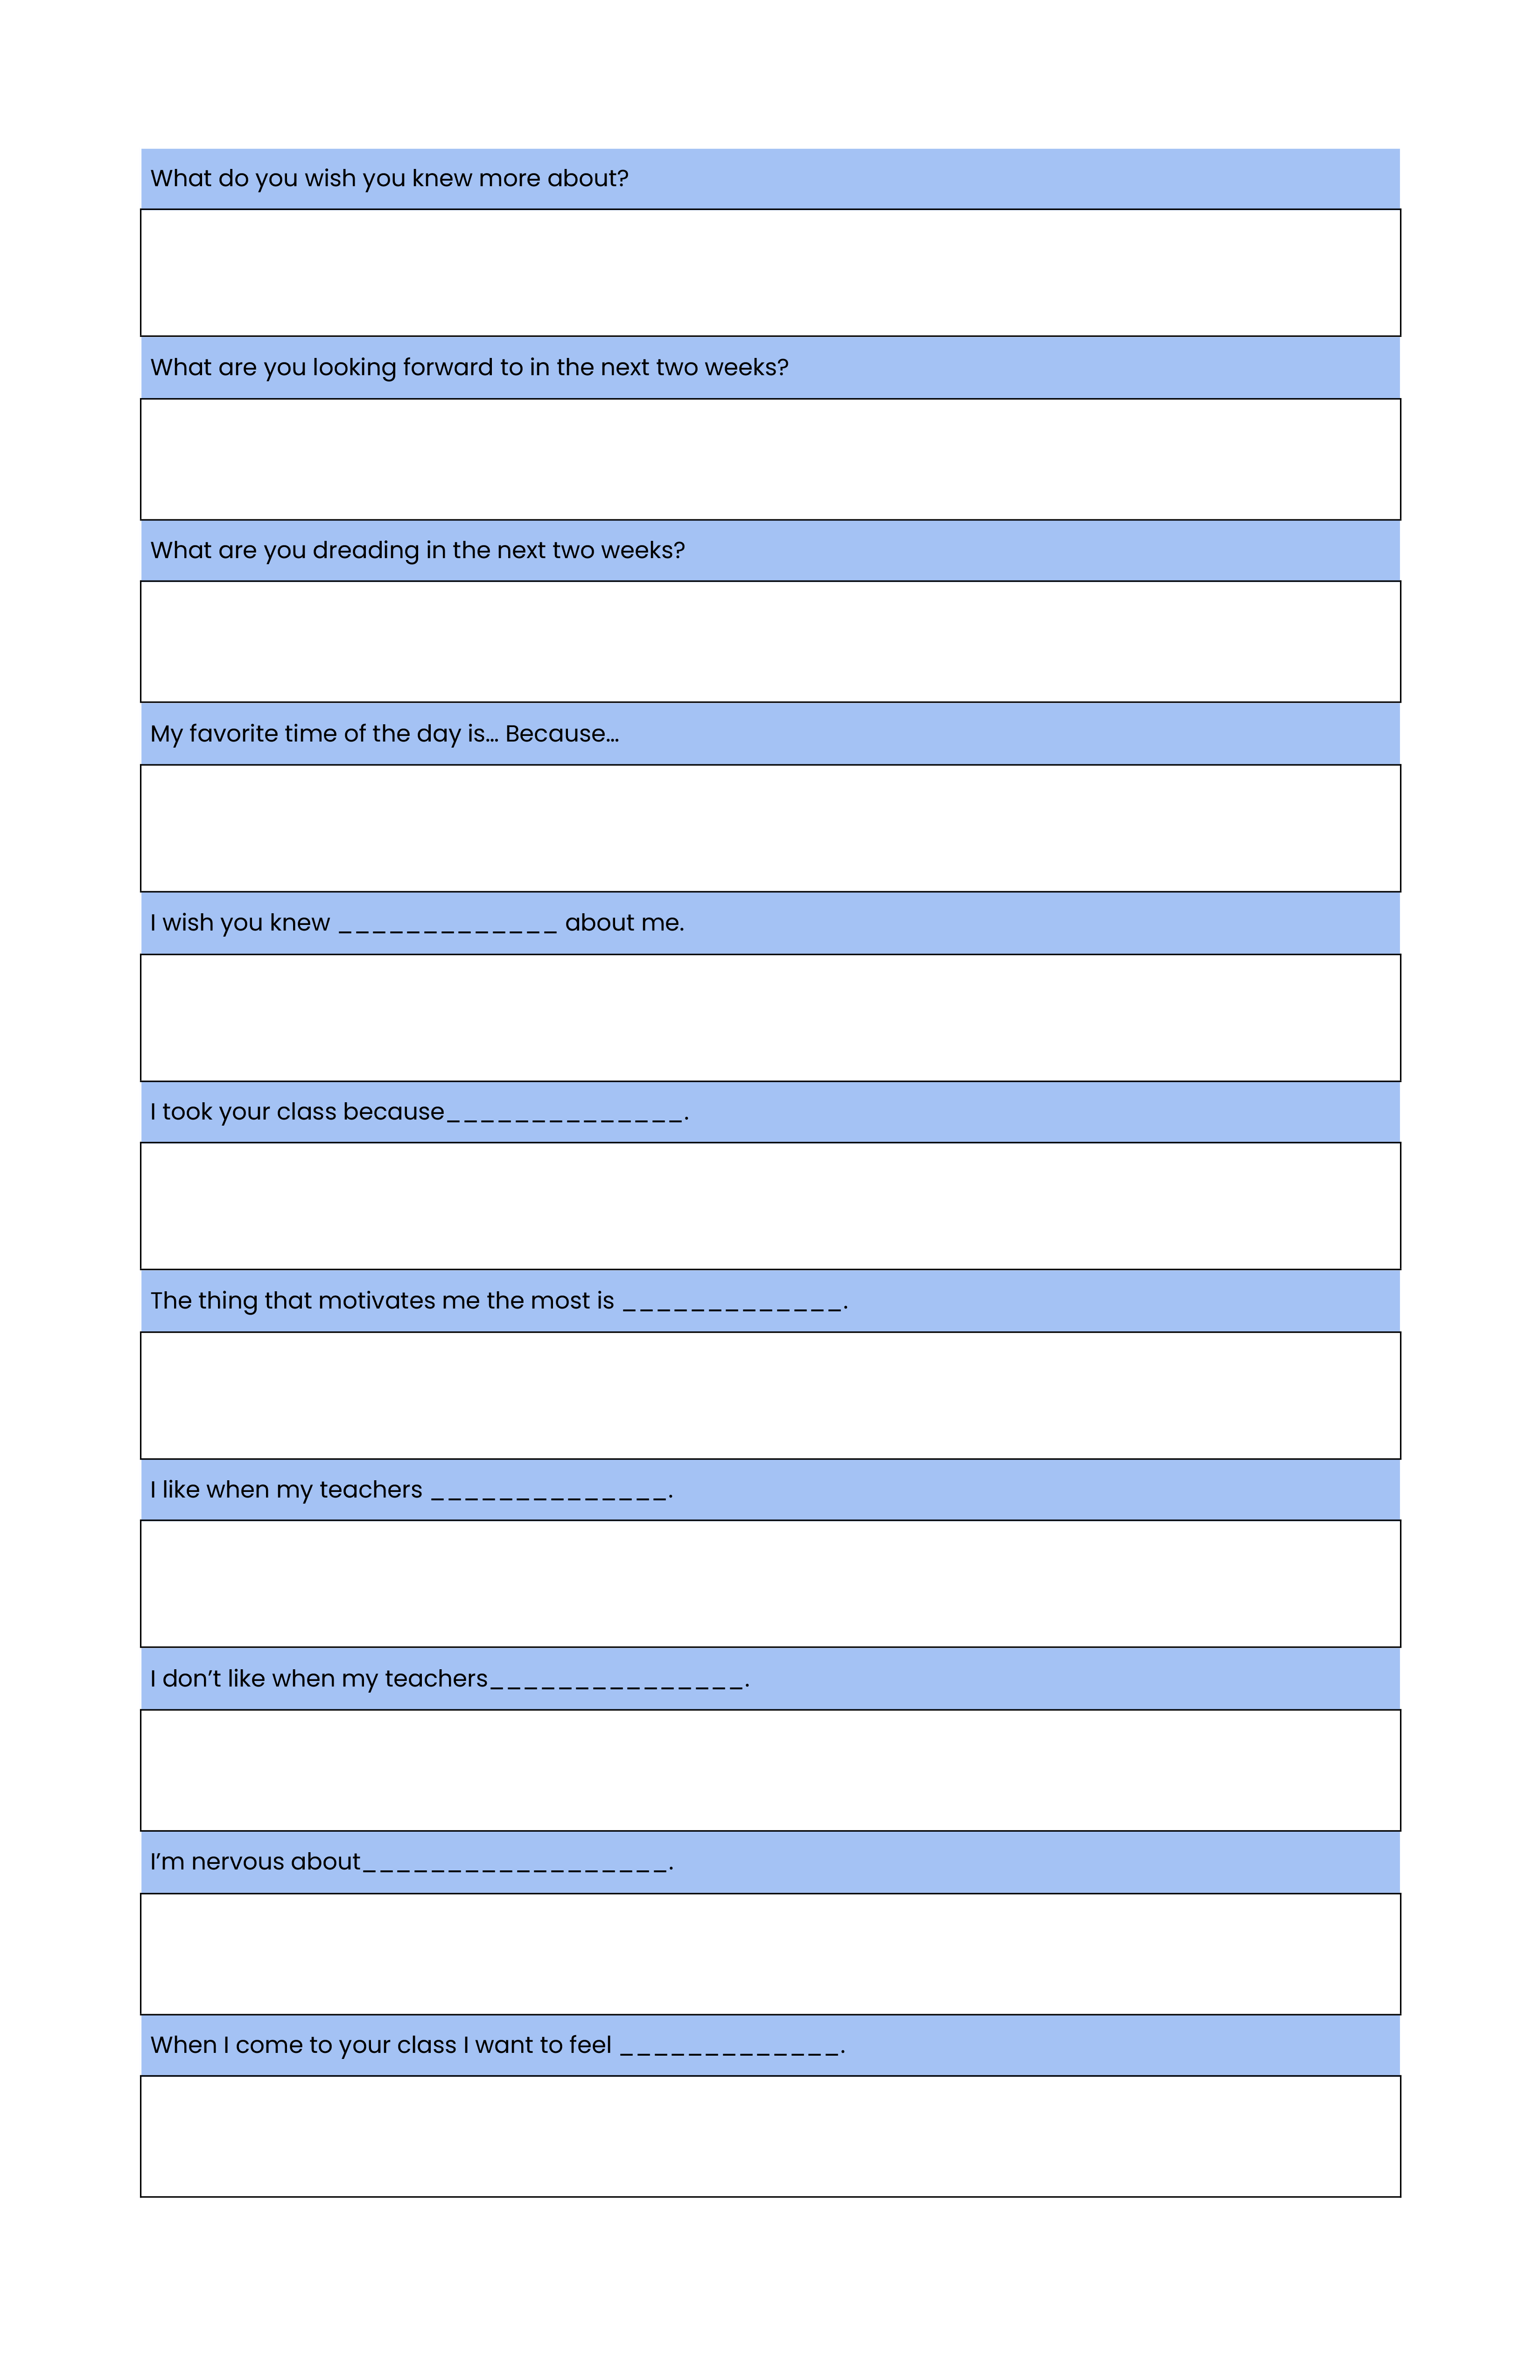 What do you wish you knew more about?
What are you looking forward to in the next two weeks?
What are you dreading in the next two weeks?
My favorite time of the day is... Because...
I wish you knew _____________ about me.
I took your class because______________.
The thing that motivates me the most is _____________.
I like when my teachers ______________.
I don’t like when my teachers_______________.
I’m nervous about__________________.
When I come to your class I want to feel _____________.